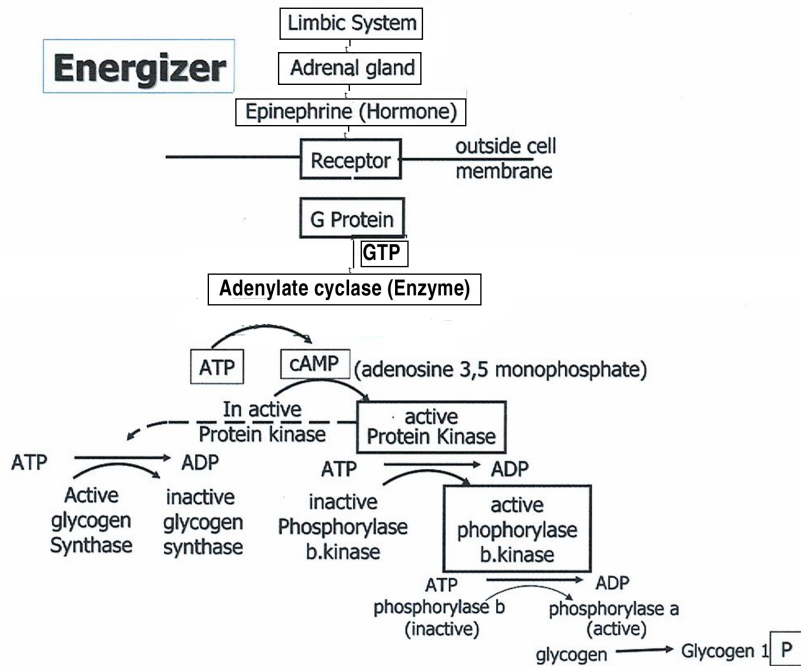 Limbic System
Energizer
Adrenal gland
Epinephrine (Hormone)
Receptor
outside cell
membrane
G Protein
GTP
Adenylate cyclase (Enzyme)
ATP
cAMP
(adenosine 3,5 monophosphate)
In active
Protein kinase
active
Protein Kinase
ATP
ADP
Active
glycogen
Synthase
inactive
glycogen
synthase
ATP
ADP
inactive
Phosphorylase
b.kinase
active
phophorylase
b.kinase
ATP
ADP
phosphorylase b
(inactive)
phosphorylase a
(active)
glycogen
Glycogen 1 P